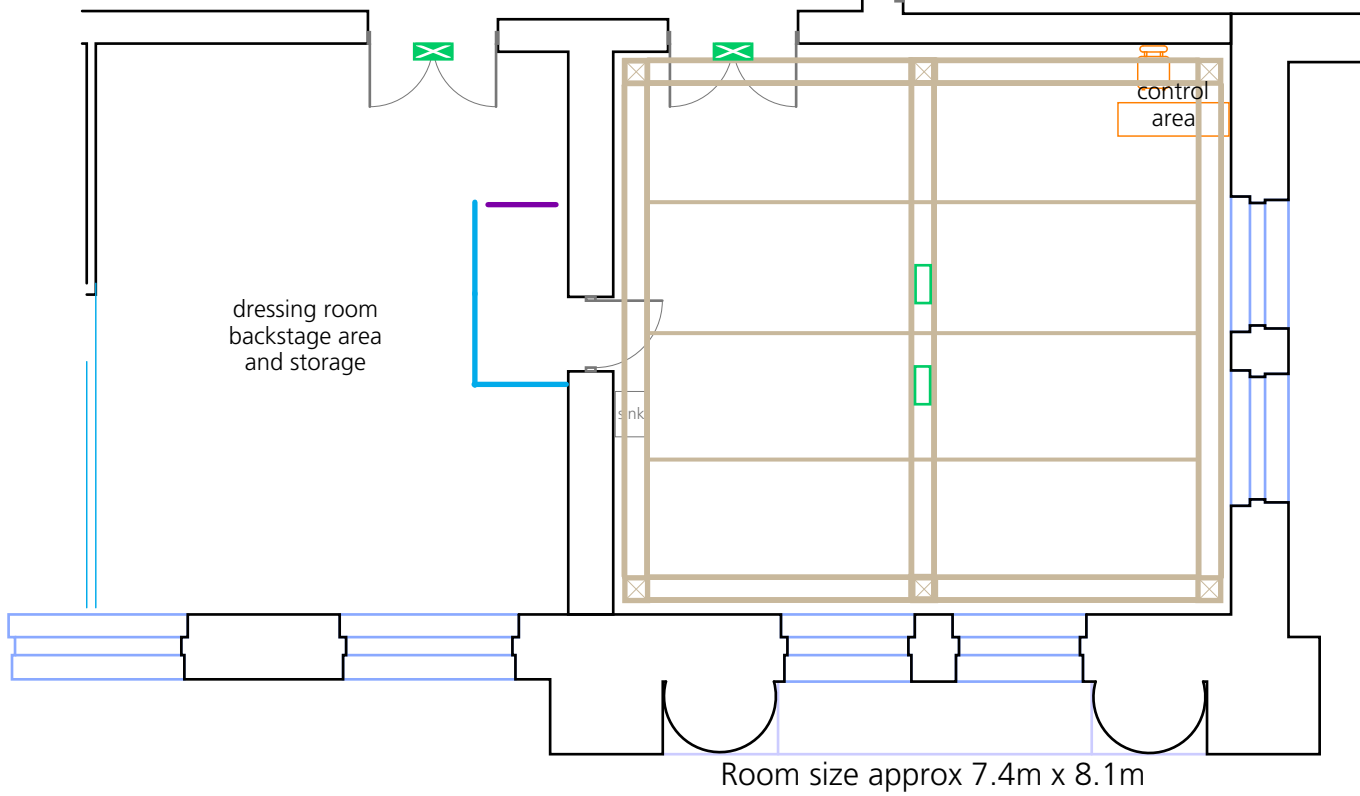 control
area
dressing room
backstage area
and storage
sink
Room size approx 7.4m x 8.1m